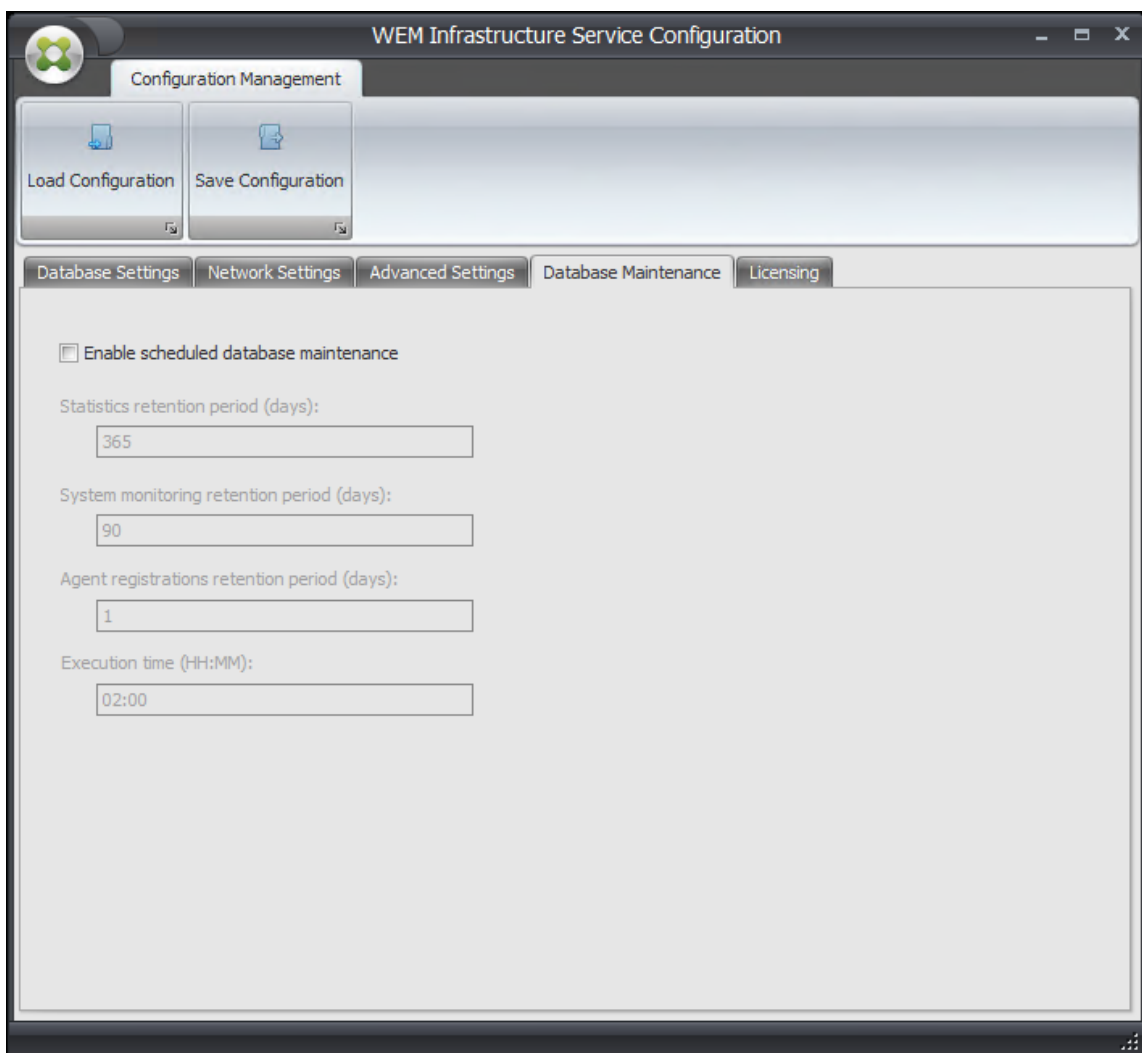 WEM Infrastructure Service Configuration
Configuration Management
Load Configuration Save Configuration
Database Settings Network Settings Advanced Settings Database Maintenance Licensing
Enable scheduled database maintenance
Statistics retention period (days):
365
System monitoring retention period (days):
90
Agent registrations retention period (days):
1
Execution time (HH:MM):
02:00